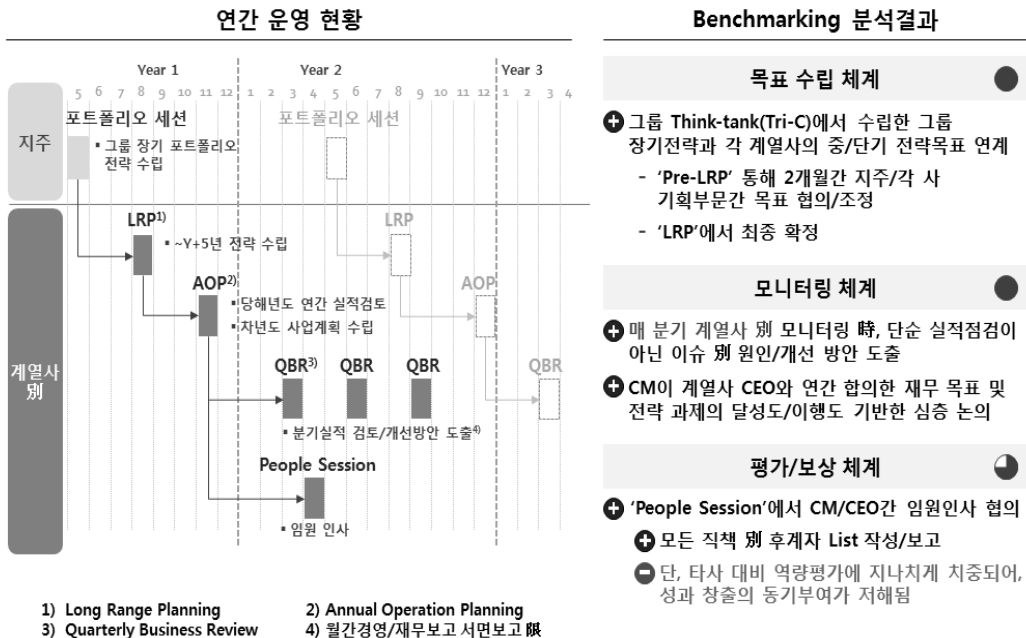 연간 운영 현황
Year 1
Year 2
Year 3
5 6 7 8 9 10 11 12 1 2 3 4 5 6 7 8 9 10 11 12 1 2 3 4
지주
포트폴리오 세션
포트폴리오 세션
▪ 그룹 장기 포트폴리오
전략 수립
계열사
別
LRP1)
LRP
▪ ~Y+5년 전략 수립
AOP2)
AOP
▪ 당해년도 연간 실적검토
▪ 차년도 사업계획 수립
QBR3)
QBR
QBR
QBR
▪ 분기실적 검토/개선방안 도출4)
People Session
▪ 임원 인사
1) Long Range Planning
2) Annual Operation Planning
3) Quarterly Business Review
4) 월간경영/재무보고 서면보고 限
Benchmarking 분석결과
목표 수립 체계
그룹 Think-tank(Tri-C)에서 수립한 그룹
장기전략과 각 계열사의 중/단기 전략목표 연계
- ‘Pre-LRP’ 통해 2개월간 지주/각 사
기획부문간 목표 협의/조정
- ‘LRP’에서 최종 확정
모니터링 체계
매 분기 계열사 別 모니터링 時, 단순 실적점검이
아닌 이슈 別 원인/개선 방안 도출
CM이 계열사 CEO와 연간 합의한 재무 목표 및
전략 과제의 달성도/이행도 기반한 심층 논의
평가/보상 체계
‘People Session’에서 CM/CEO간 임원인사 협의
모든 직책 別 후계자 List 작성/보고
단, 타사 대비 역량평가에 지나치게 치중되어,
성과 창출의 동기부여가 저해됨